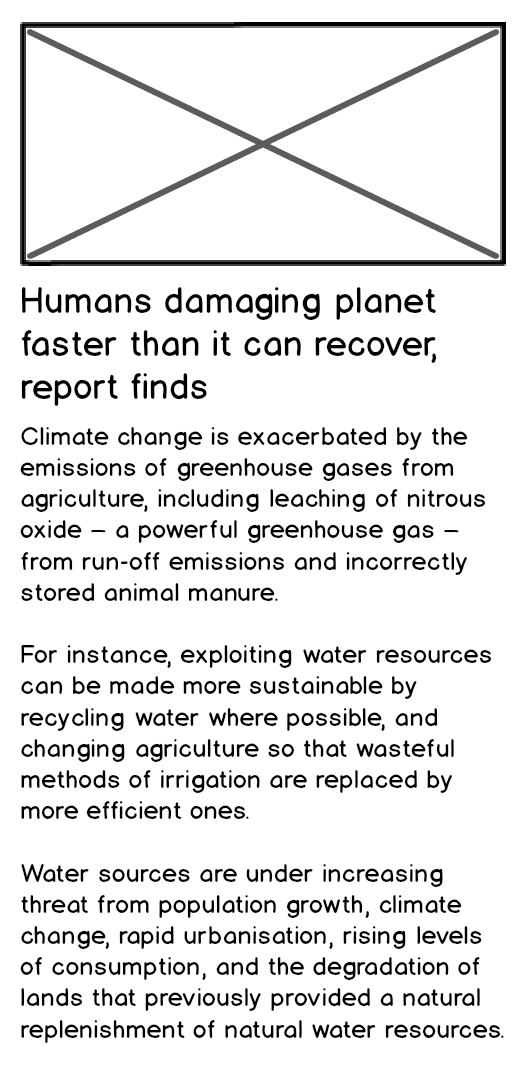 Humans damaging planet
faster than it can recover,
report finds
Climate change is exacerbated by the
emissions of greenhouse gases from
agriculture, including leaching of nitrous
oxide – a powerful greenhouse gas –
from run-off emissions and incorrectly
stored animal manure.
For instance, exploiting water resources
can be made more sustainable by
recycling water where possible, and
changing agriculture so that wasteful
methods of irrigation are replaced by
more efficient ones.
Water sources are under increasing
threat from population growth, climate
change, rapid urbanisation, rising levels
of consumption, and the degradation of
lands that previously provided a natural
replenishment of natural water resources.